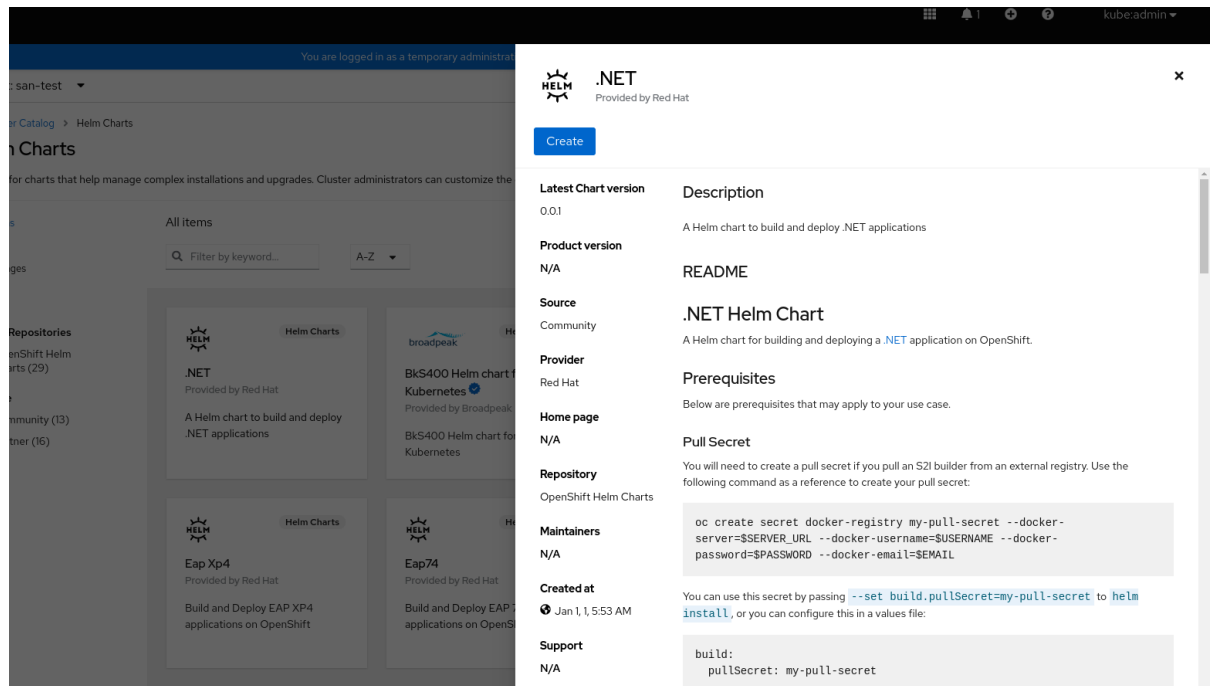 1
kube:admin
You are logged in as a temporary administrat
: san-test
er Catalog > Helm Charts
Charts
for charts that help manage complex installations and upgrades. Cluster administrators can customize the
All items
Filter by keyword...
A-Z
ges
Repositories
enShift Helm
arts (29)
mmunity (13)
tner (16)
HELM
Helm Charts
.NET
Provided by Red Hat
A Helm chart to build and deploy
.NET applications
broadpeak
He
BkS400 Helm chart f
Kubernetes
Provided by Broadpeak
BkS400 Helm chart for
Kubernetes
HELM
Helm Charts
Eap Xp4
Provided by Red Hat
Build and Deploy EAP XP4
applications on OpenShift
HELM
He
Eap74
Provided by Red Hat
Build and Deploy EAP 7
applications on OpenS
HELM
.NET
Provided by Red Hat
Create
Latest Chart version
0.0.1
Product version
N/A
Source
Community
Provider
Red Hat
Home page
N/A
Repository
OpenShift Helm Charts
Maintainers
N/A
Created at
Jan 1, 1, 5:53 AM
Support
N/A
Description
A Helm chart to build and deploy .NET applications
README
.NET Helm Chart
A Helm chart for building and deploying a .NET application on OpenShift.
Prerequisites
Below are prerequisites that may apply to your use case.
Pull Secret
You will need to create a pull secret if you pull an S2I builder from an external registry. Use the
following command as a reference to create your pull secret:
oc create secret docker-registry my-pull-secret --docker-
server=$SERVER_URL --docker-username=$USERNAME --docker-
password=$PASSWORD --docker-email=$EMAIL
You can use this secret by passing --set build.pullSecret=my-pull-secret to helm
install, or you can configure this in a values file:
build:
  pullSecret: my-pull-secret